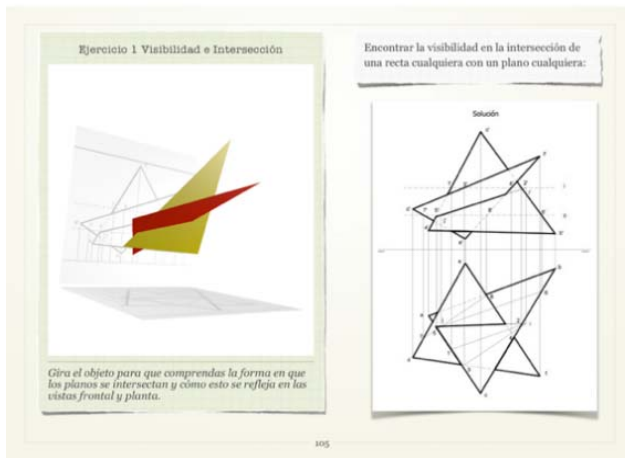 Ejercicio 1 Visibilidad e Intersección
Gira el objeto para que comprendas la forma en que
los planos se intersectan y cómo esto se refleja en las
vistas frontal y planta.
Encontrar la visibilidad en la intersección de
una recta cualquiera con un plano cualquiera:
Solución
105